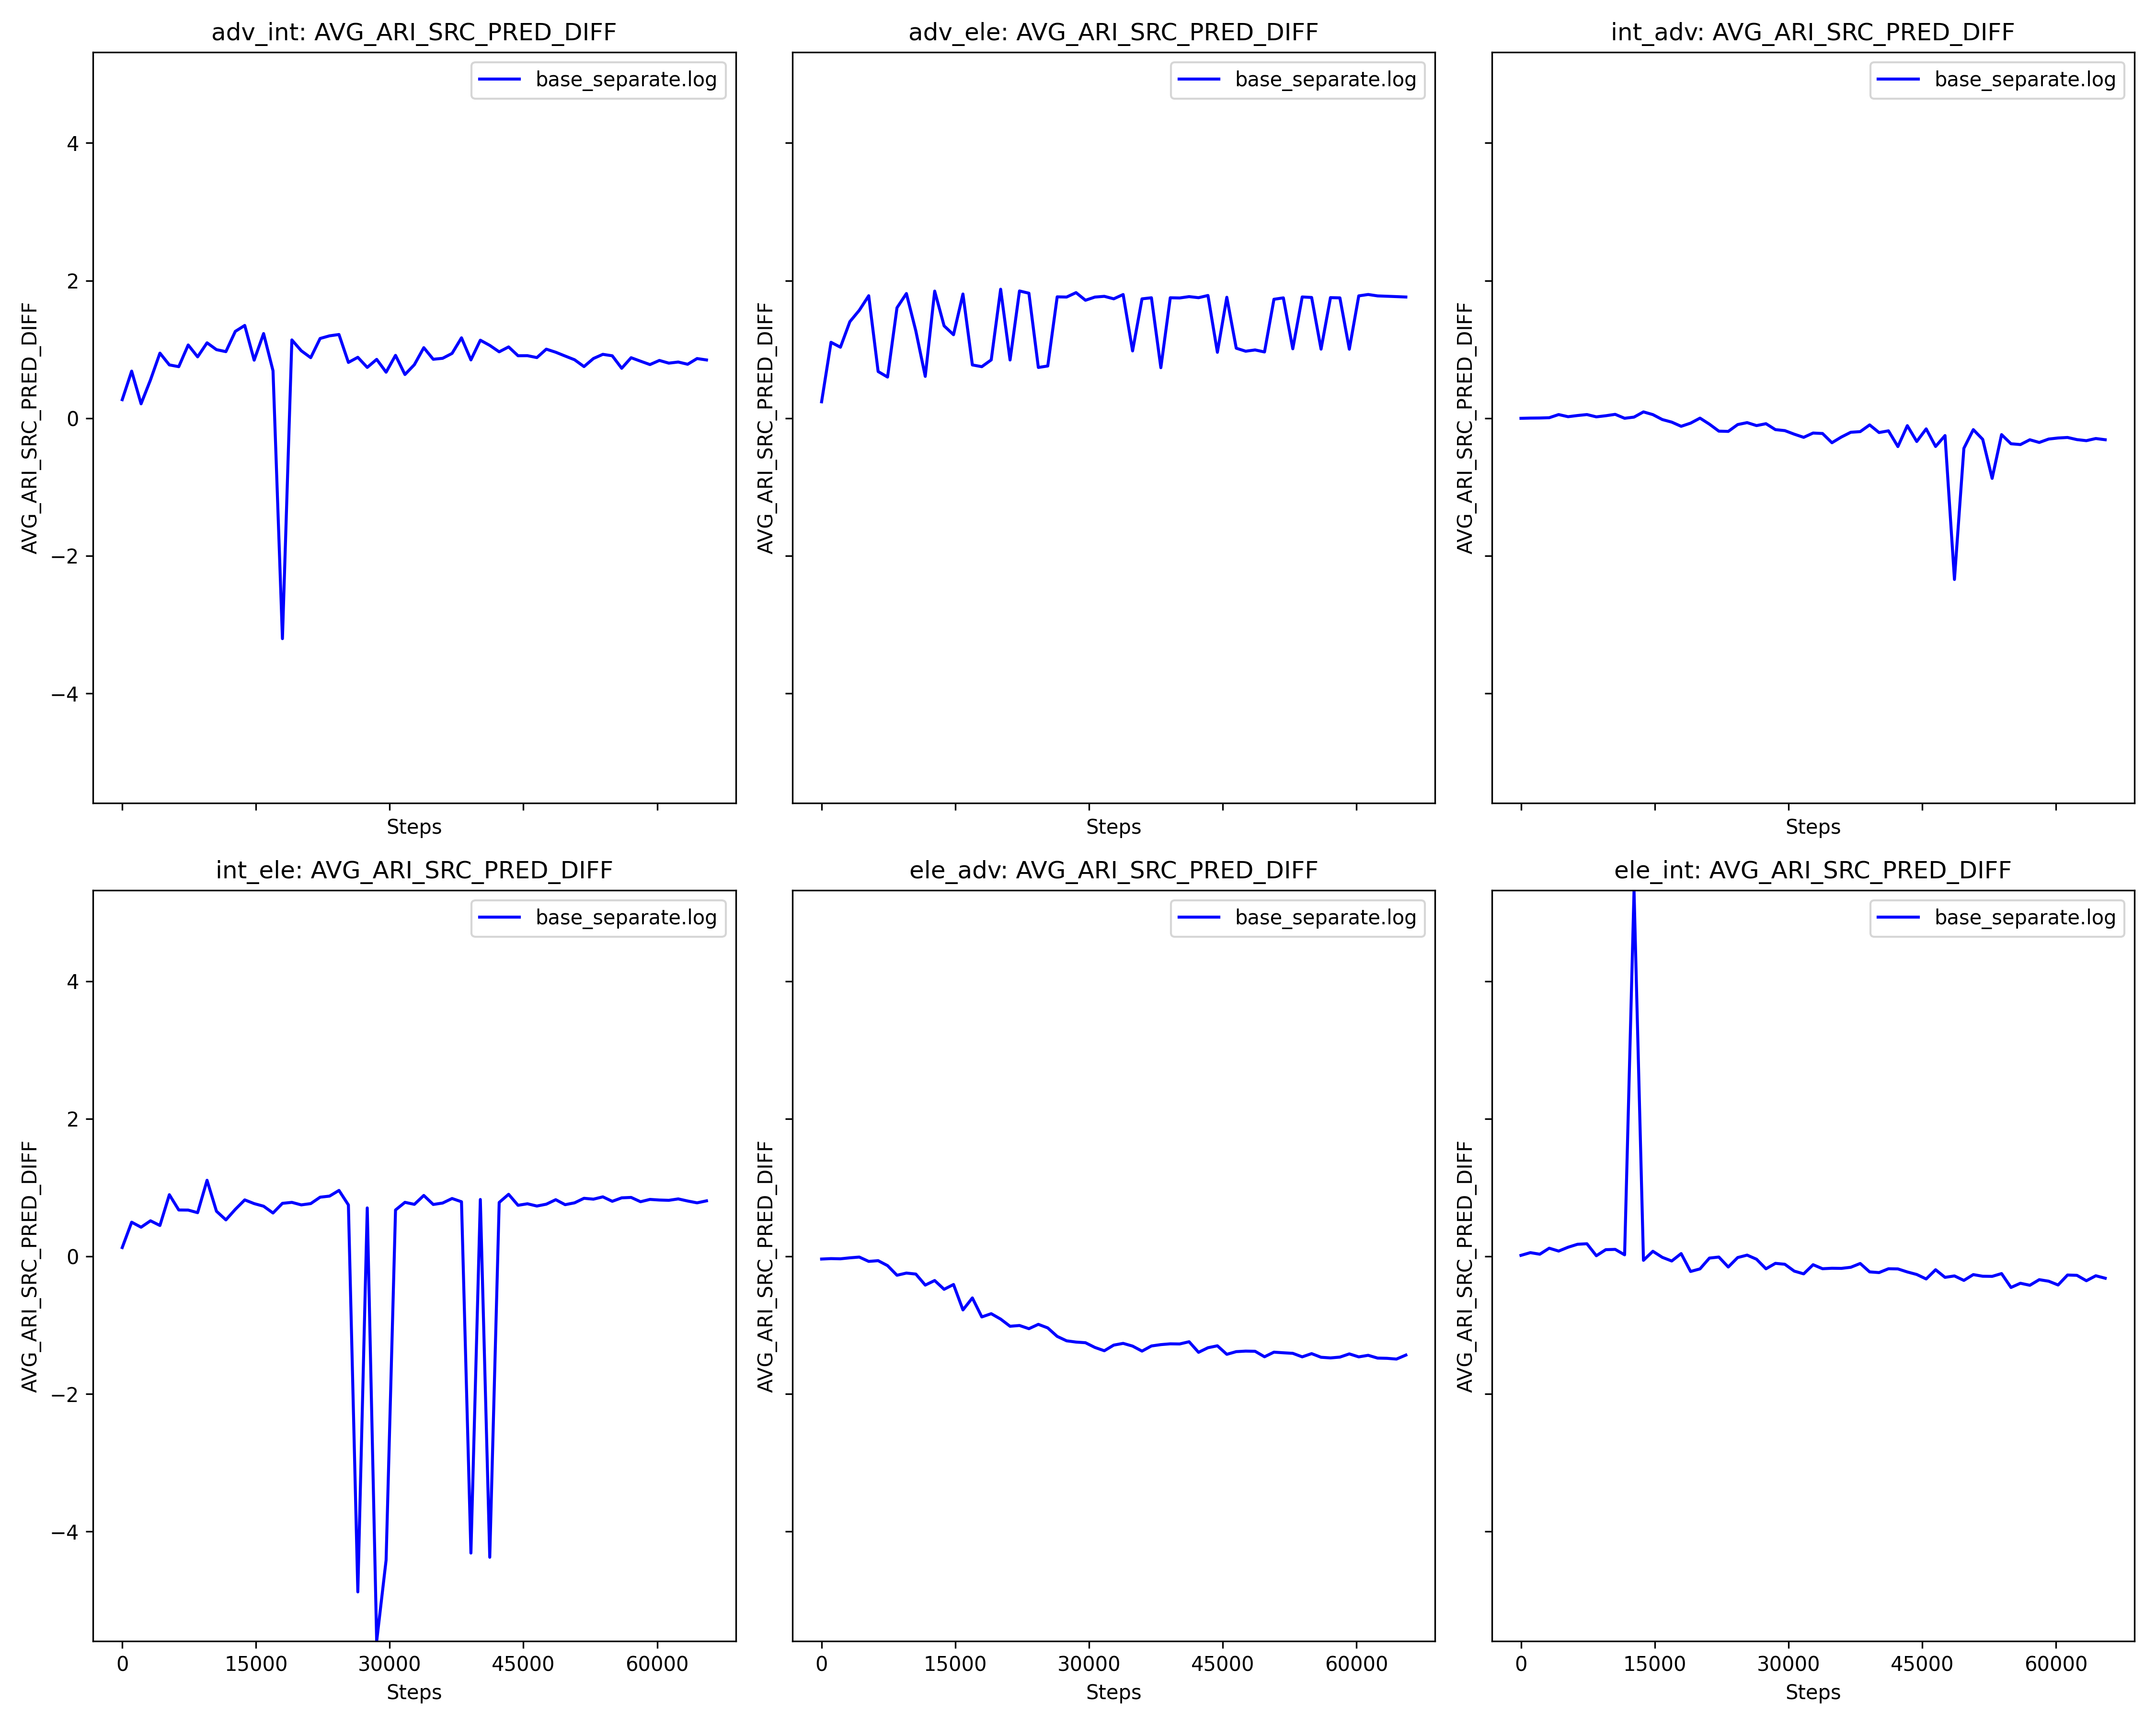 adv_int: AVG_ARI_SRC_PRED_DIFF
base_separate.log
AVG_ARI_SRC_PRED_DIFF
4
2
0
−2
−4
Steps
adv_ele: AVG_ARI_SRC_PRED_DIFF
base_separate.log
AVG_ARI_SRC_PRED_DIFF
Steps
int_adv: AVG_ARI_SRC_PRED_DIFF
base_separate.log
AVG_ARI_SRC_PRED_DIFF
Steps
int_ele: AVG_ARI_SRC_PRED_DIFF
base_separate.log
AVG_ARI_SRC_PRED_DIFF
4
2
0
−2
−4
0 15000 30000 45000 60000
Steps
ele_adv: AVG_ARI_SRC_PRED_DIFF
base_separate.log
AVG_ARI_SRC_PRED_DIFF
0 15000 30000 45000 60000
Steps
ele_int: AVG_ARI_SRC_PRED_DIFF
base_separate.log
AVG_ARI_SRC_PRED_DIFF
0 15000 30000 45000 60000
Steps